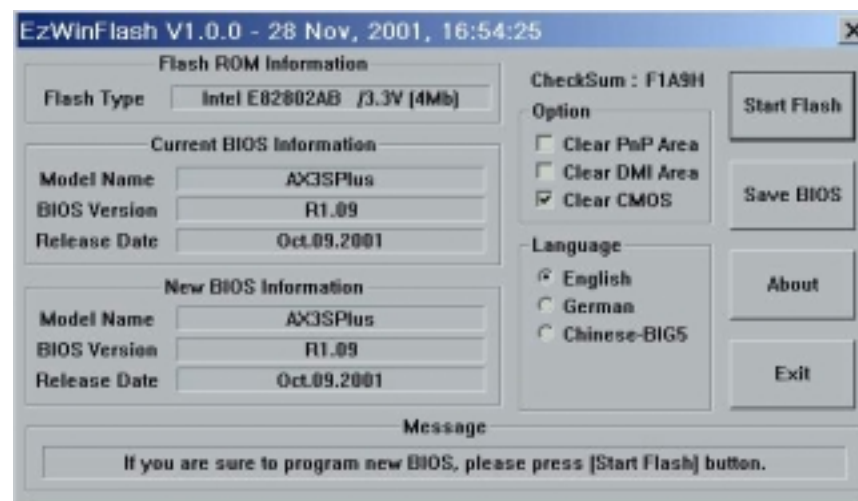 EzWinFlash V1.0.0 - 28 Nov, 2001, 16:54:25
Flash ROM Information
Flash Type Intel E82802AB /3.3V (4Mb)
Current BIOS Information
Model Name AX3SPlus
BIOS Version R1.09
Release Date Oct.09.2001
New BIOS Information
Model Name AX3SPlus
BIOS Version R1.09
Release Date Oct.09.2001
CheckSum : F1A9H
Option
Clear PnP Area
Clear DMI Area
Clear CMOS
Language
English
German
Chinese-BIG5
Start Flash
Save BIOS
About
Exit
Message
If you are sure to program new BIOS, please press [Start Flash] button.